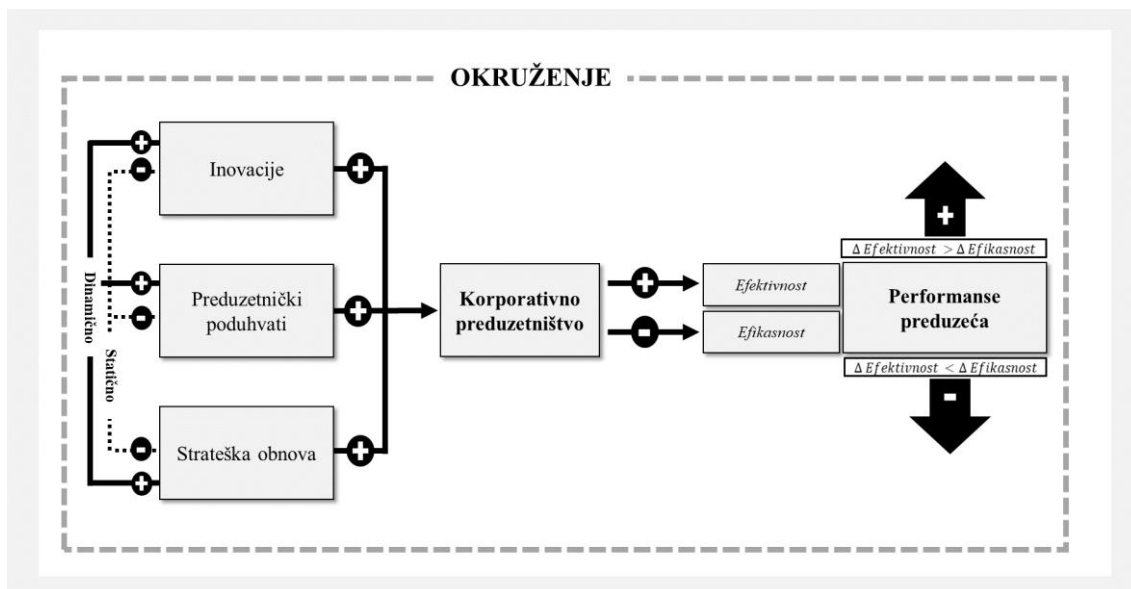 OKRUŽENJE
+
-
Inovacije
+
+
-
Preduzetnički
poduhvati
+
-
+
Strateška obnova
+
Dinamično
Statično
Korporativno
preduzetništvo
+
-
Efektivnost
Efikasnost
+
Δ Efektivnost > Δ Efikasnost
Performanse
preduzeća
Δ Efektivnost < Δ Efikasnost
-